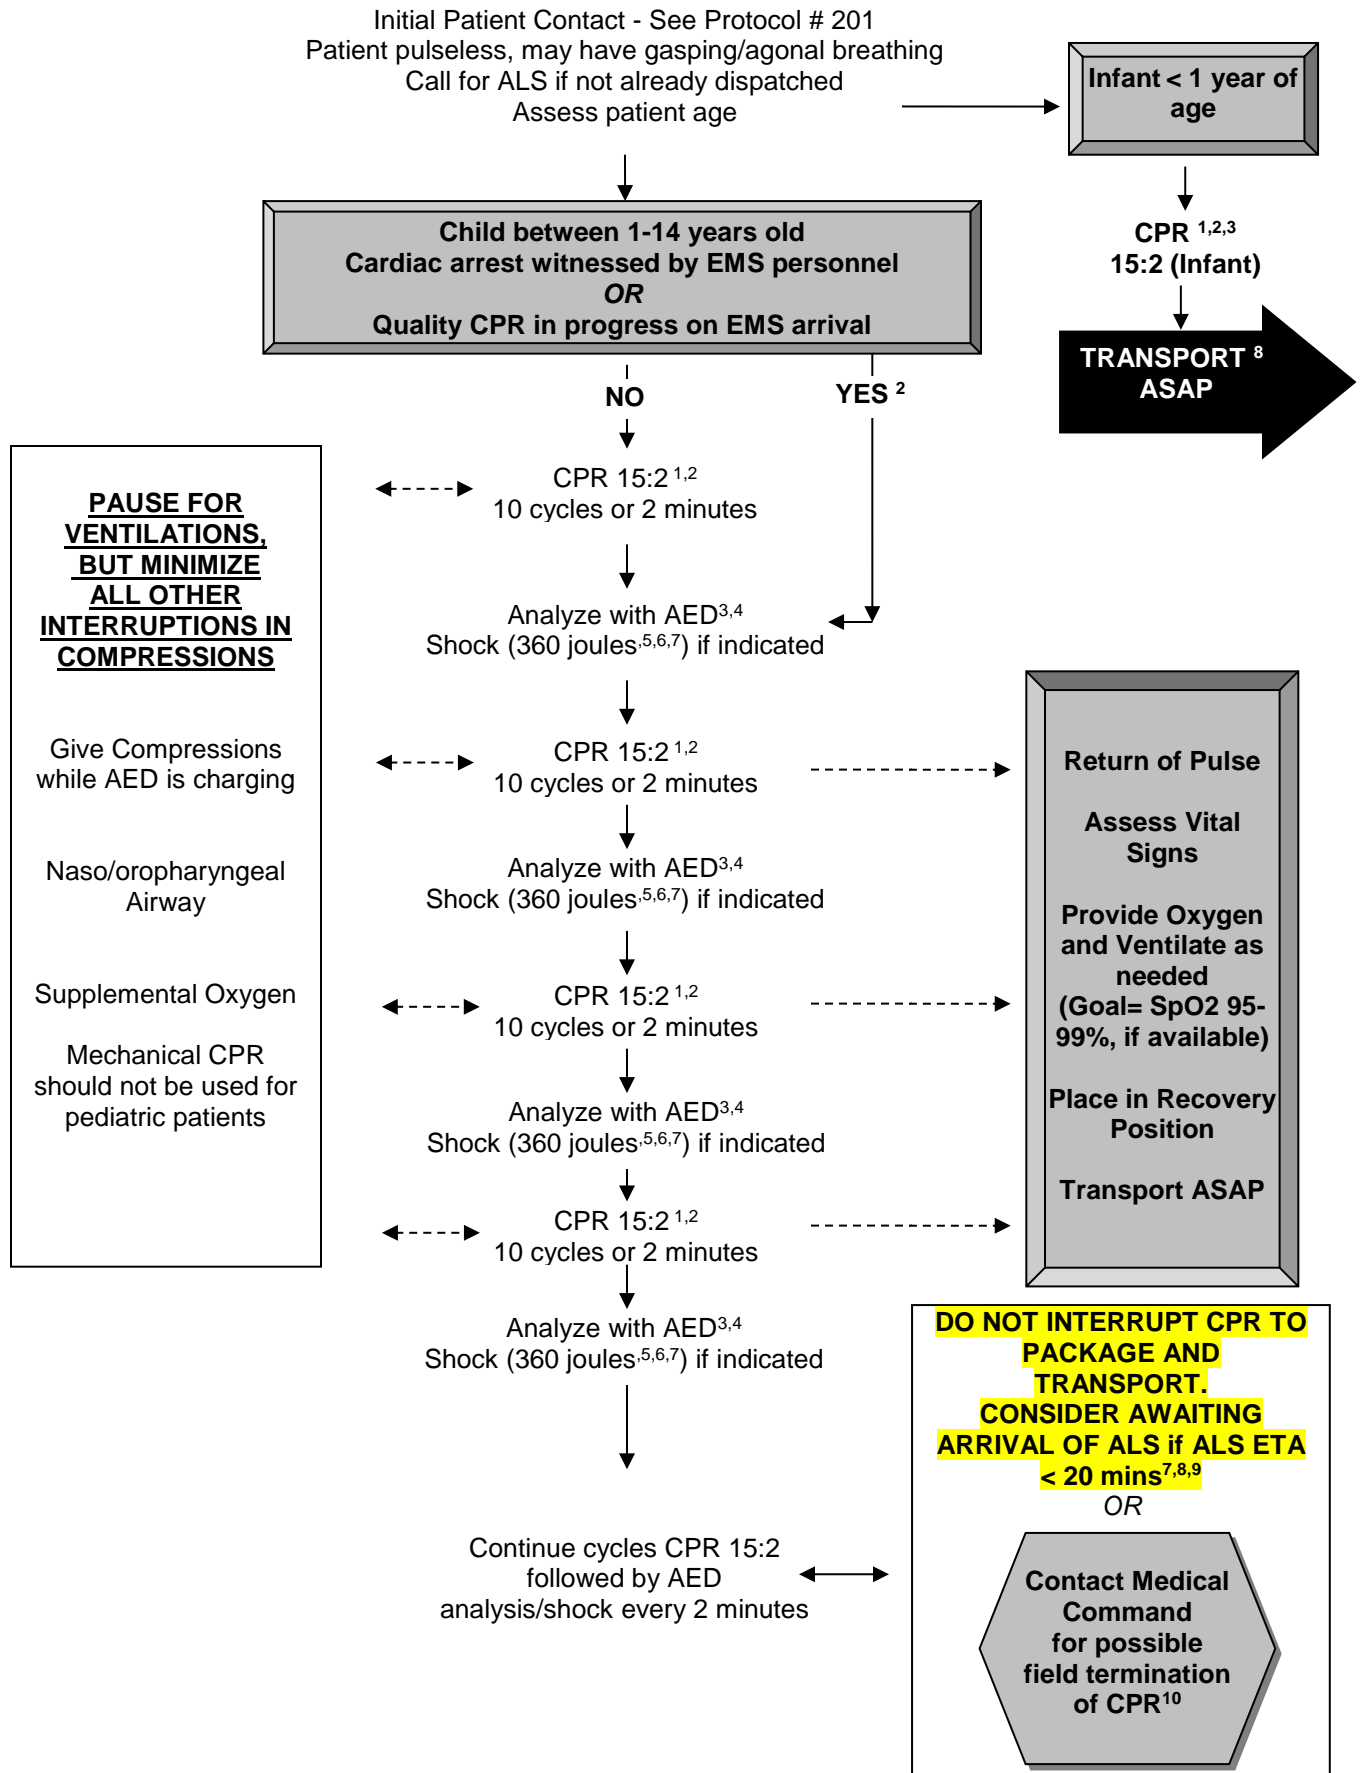 Initial Patient Contact - See Protocol # 201
Patient pulseless, may have gasping/agonal breathing
Call for ALS if not already dispatched
Assess patient age
Infant < 1 year of
age
CPR 1,2,3
15:2 (Infant)
TRANSPORT 8
ASAP
Child between 1-14 years old
Cardiac arrest witnessed by EMS personnel
OR
Quality CPR in progress on EMS arrival
NO
YES 2
PAUSE FOR
VENTILATIONS,
BUT MINIMIZE
ALL OTHER
INTERRUPTIONS IN
COMPRESSIONS
Give Compressions
while AED is charging
Naso/oropharyngeal
Airway
Supplemental Oxygen
Mechanical CPR
should not be used for
pediatric patients
CPR 15:2 1,2
10 cycles or 2 minutes
Analyze with AED3,4
Shock (360 joules,5,6,7) if indicated
CPR 15:2 1,2
10 cycles or 2 minutes
Analyze with AED3,4
Shock (360 joules,5,6,7) if indicated
CPR 15:2 1,2
10 cycles or 2 minutes
Analyze with AED3,4
Shock (360 joules,5,6,7) if indicated
CPR 15:2 1,2
10 cycles or 2 minutes
Analyze with AED3,4
Shock (360 joules,5,6,7) if indicated
Continue cycles CPR 15:2
followed by AED
analysis/shock every 2 minutes
Return of Pulse
Assess Vital
Signs
Provide Oxygen
and Ventilate as
needed
(Goal= SpO2 95-
99%, if available)
Place in Recovery
Position
Transport ASAP
DO NOT INTERRUPT CPR TO
PACKAGE AND
TRANSPORT.
CONSIDER AWAITING
ARRIVAL OF ALS if ALS ETA
< 20 mins7,8,9
OR
Contact Medical
Command
for possible
field termination
of CPR10